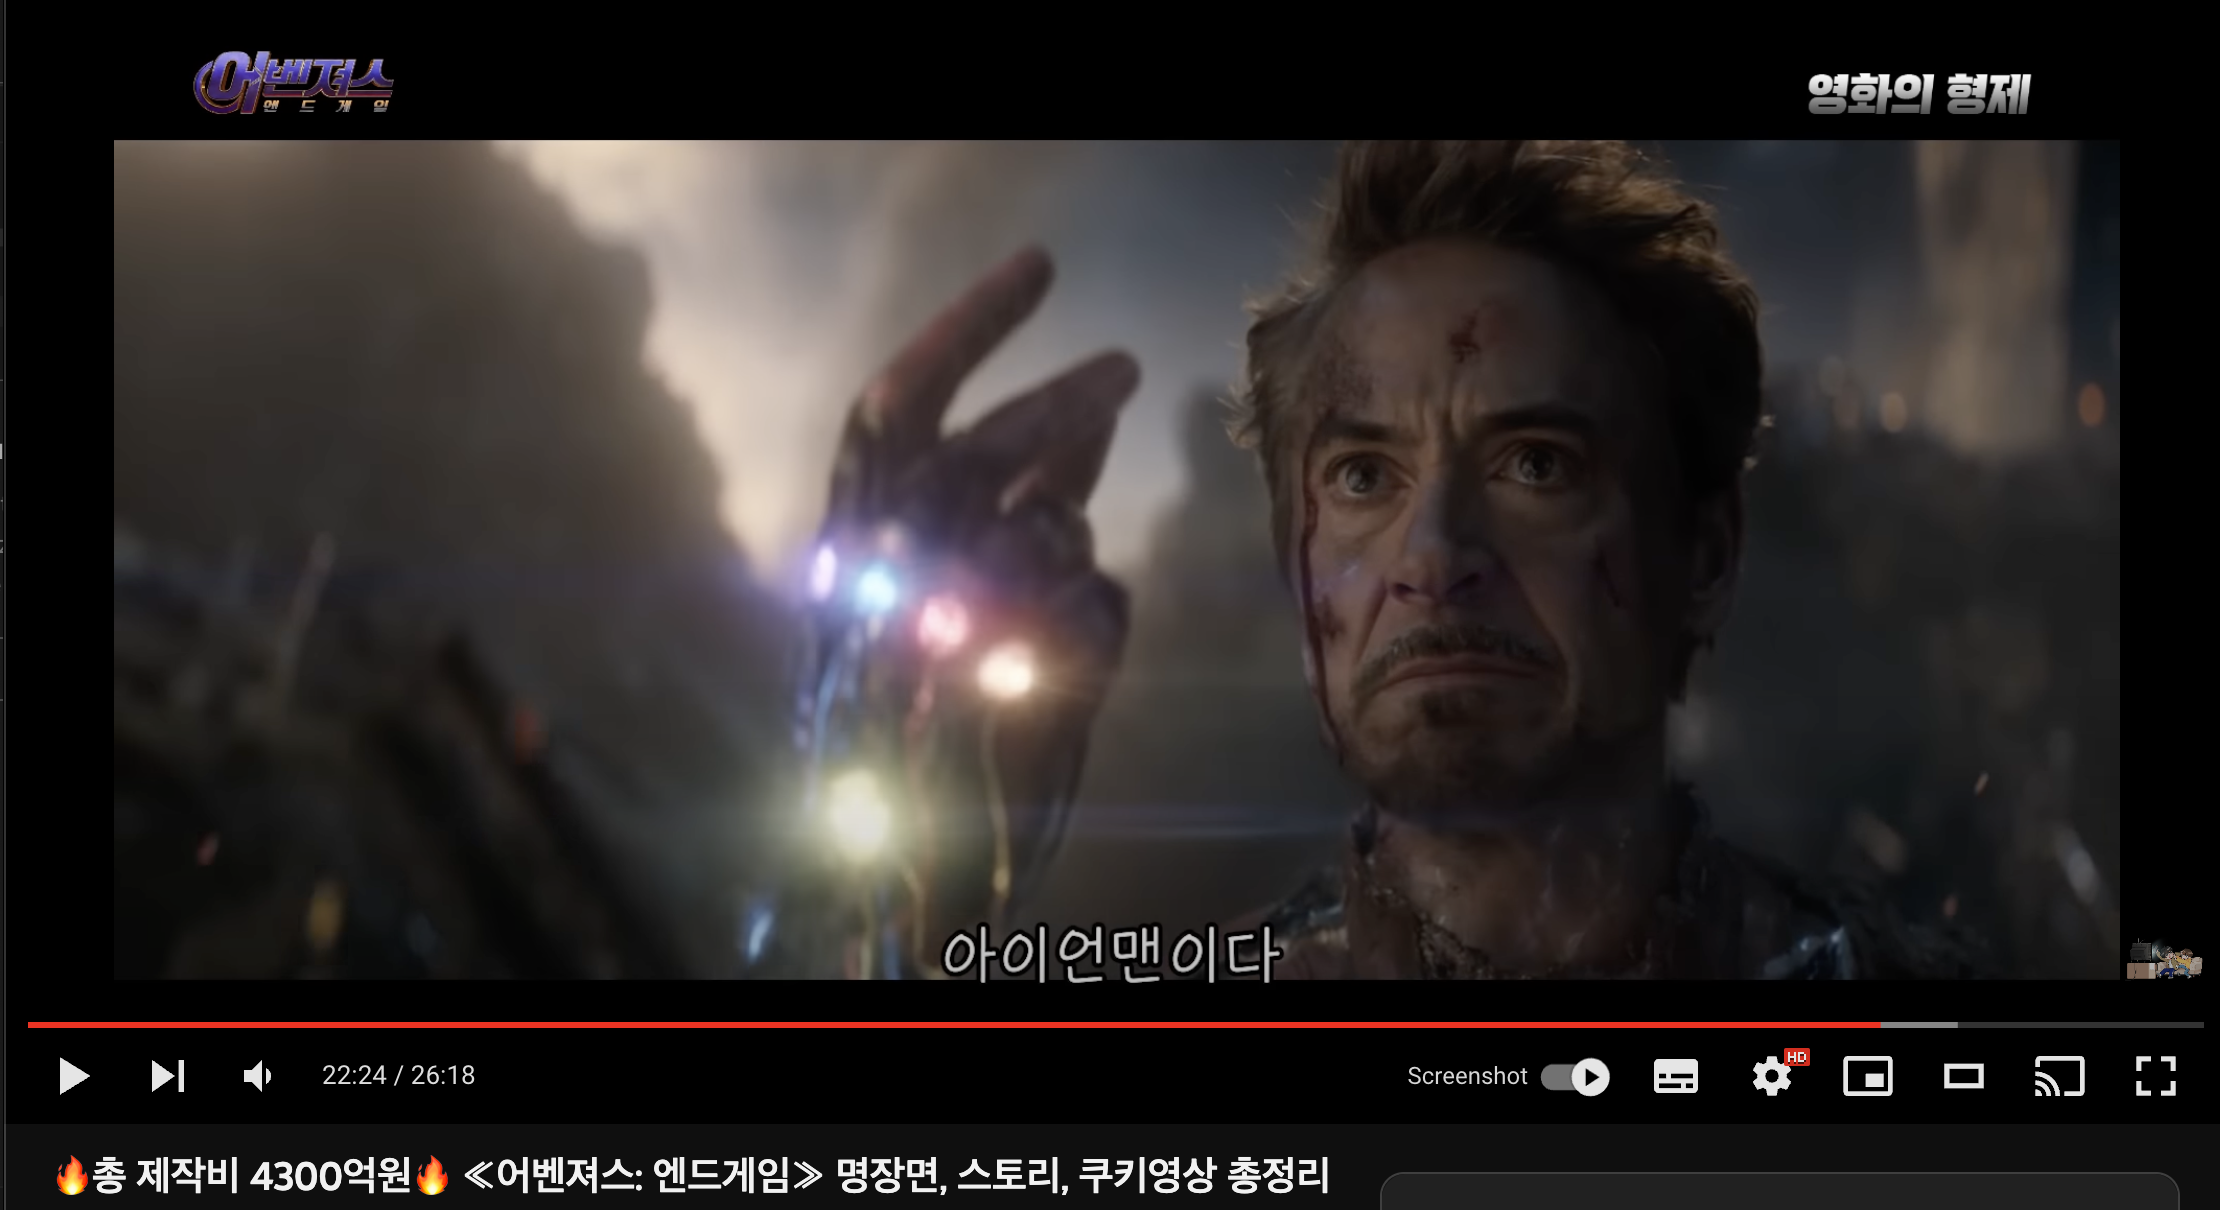 어벤져스
엔드게임
영화의 형제
아이언맨이다
22:24 / 26:18
Screenshot
HD
🔥총 제작비 4300억원🔥 ≪어벤져스: 엔드게임≫ 명장면, 스토리, 쿠키영상 총정리